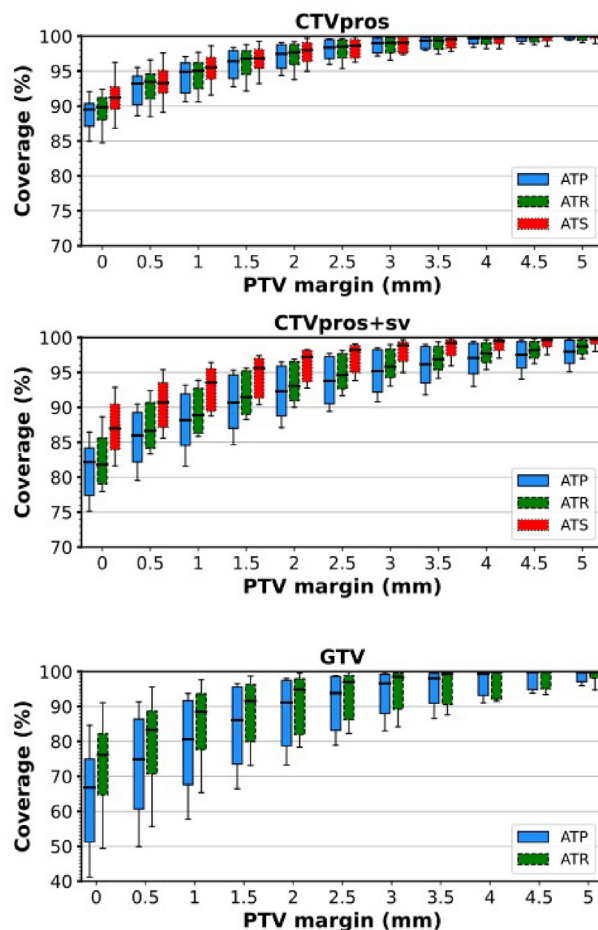 CTVpros
100
95
90
85
80
75
70
Coverage (%)
ATP
ATR
ATS
0 0.5 1 1.5 2 2.5 3 3.5 4 4.5 5
PTV margin (mm)
CTVpros+sv
100
95
90
85
80
75
70
Coverage (%)
ATP
ATR
ATS
0 0.5 1 1.5 2 2.5 3 3.5 4 4.5 5
PTV margin (mm)
GTV
100
90
80
70
60
50
40
Coverage (%)
ATP
ATR
0 0.5 1 1.5 2 2.5 3 3.5 4 4.5 5
PTV margin (mm)